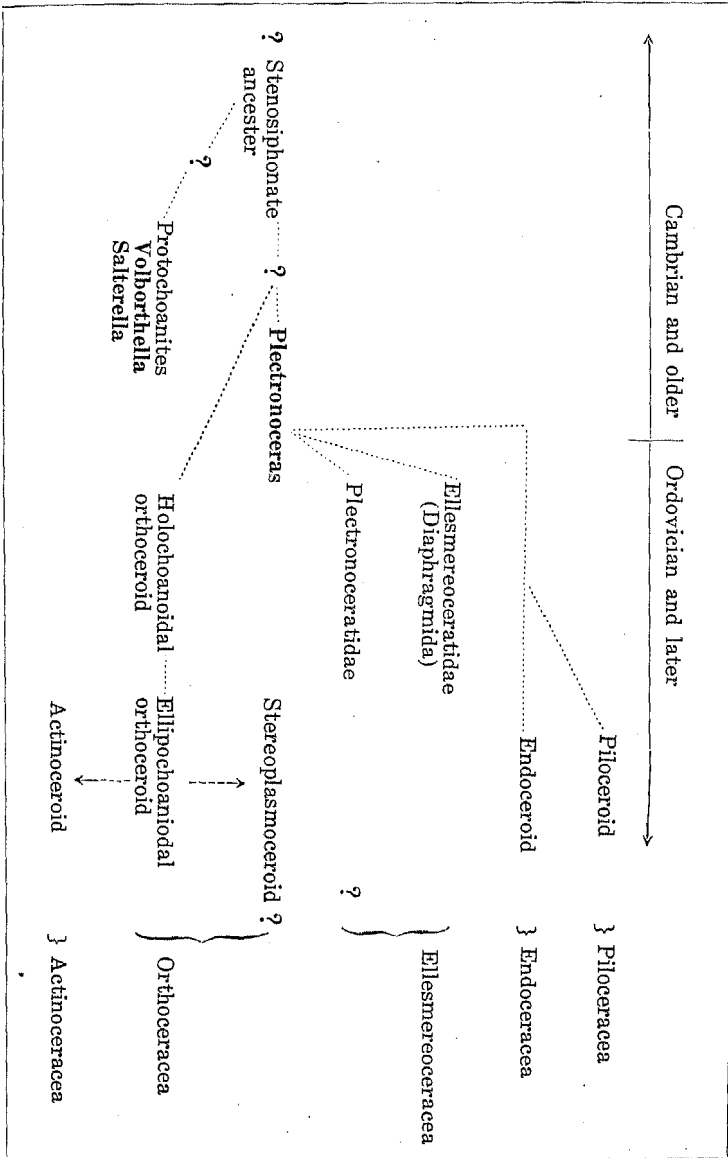 Cambrian and older
Ordovician and later
Piloceroid
} Piloceracea
Endoceroid
} Endoceracea
Ellesmereoceratidae
(Diaphragmida)
Ellesmereoceracea
Plectronoceratidae
?
? Stenosiphonate
ancester
?
Plectronoceras
Stereoplasmoceroid ?
?
Protochoanites
Volborthella
Salterella
Holochoanoidal
orthoceroid
Ellipochoaniodal
orthoceroid
Orthoceracea
Actinoceroid
} Actinoceracea